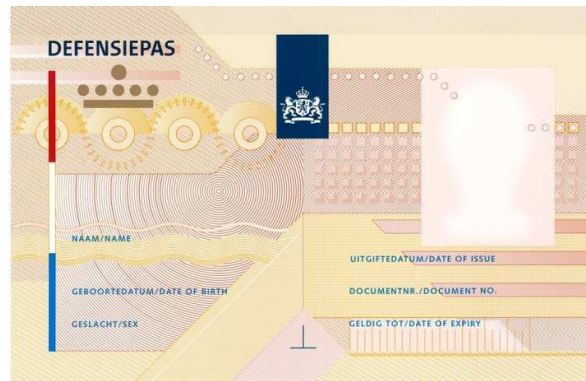 DEFENSIEPAS
NAAM/NAME
GEBOORTEDATUM/DATE OF BIRTH
GESLACHT/SEX
UITGIFTEDATUM/DATE OF ISSUE
DOCUMENTNR./DOCUMENT NO.
GELDIG TOT/DATE OF EXPIRY